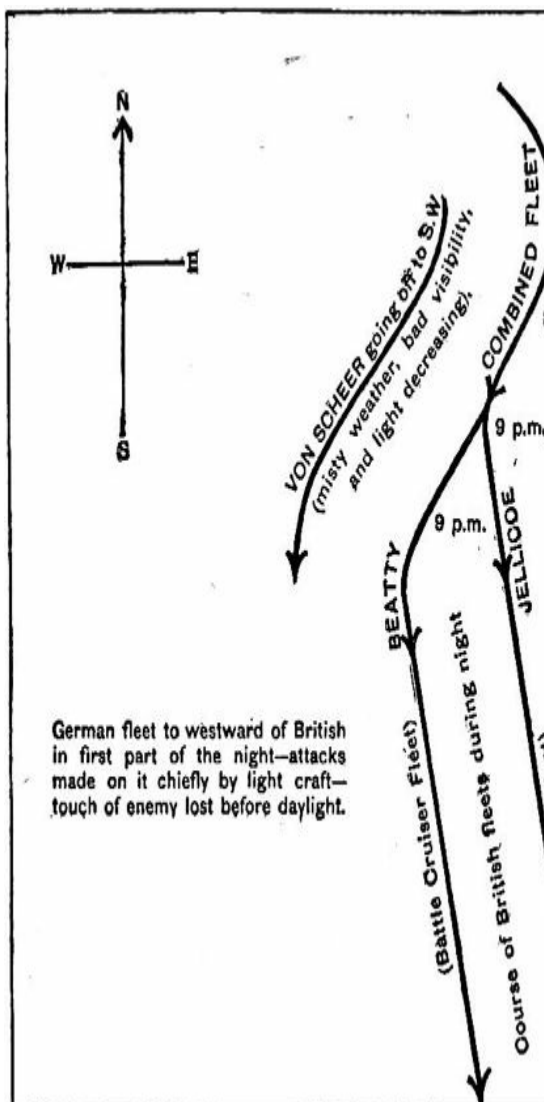 N
W E
S
COMBINED FLEET
VON SCHEER going off to S.W
(misty weather, bad visibility,
and light decreasing).
9 p.m.
9 p.m.
BEATTY
JELLICOE
German fleet to westward of British
in first part of the night—attacks
made on it chiefly by light craft—
touch of enemy lost before daylight.
(Battle Cruiser Fleet)
Course of British fleets during night